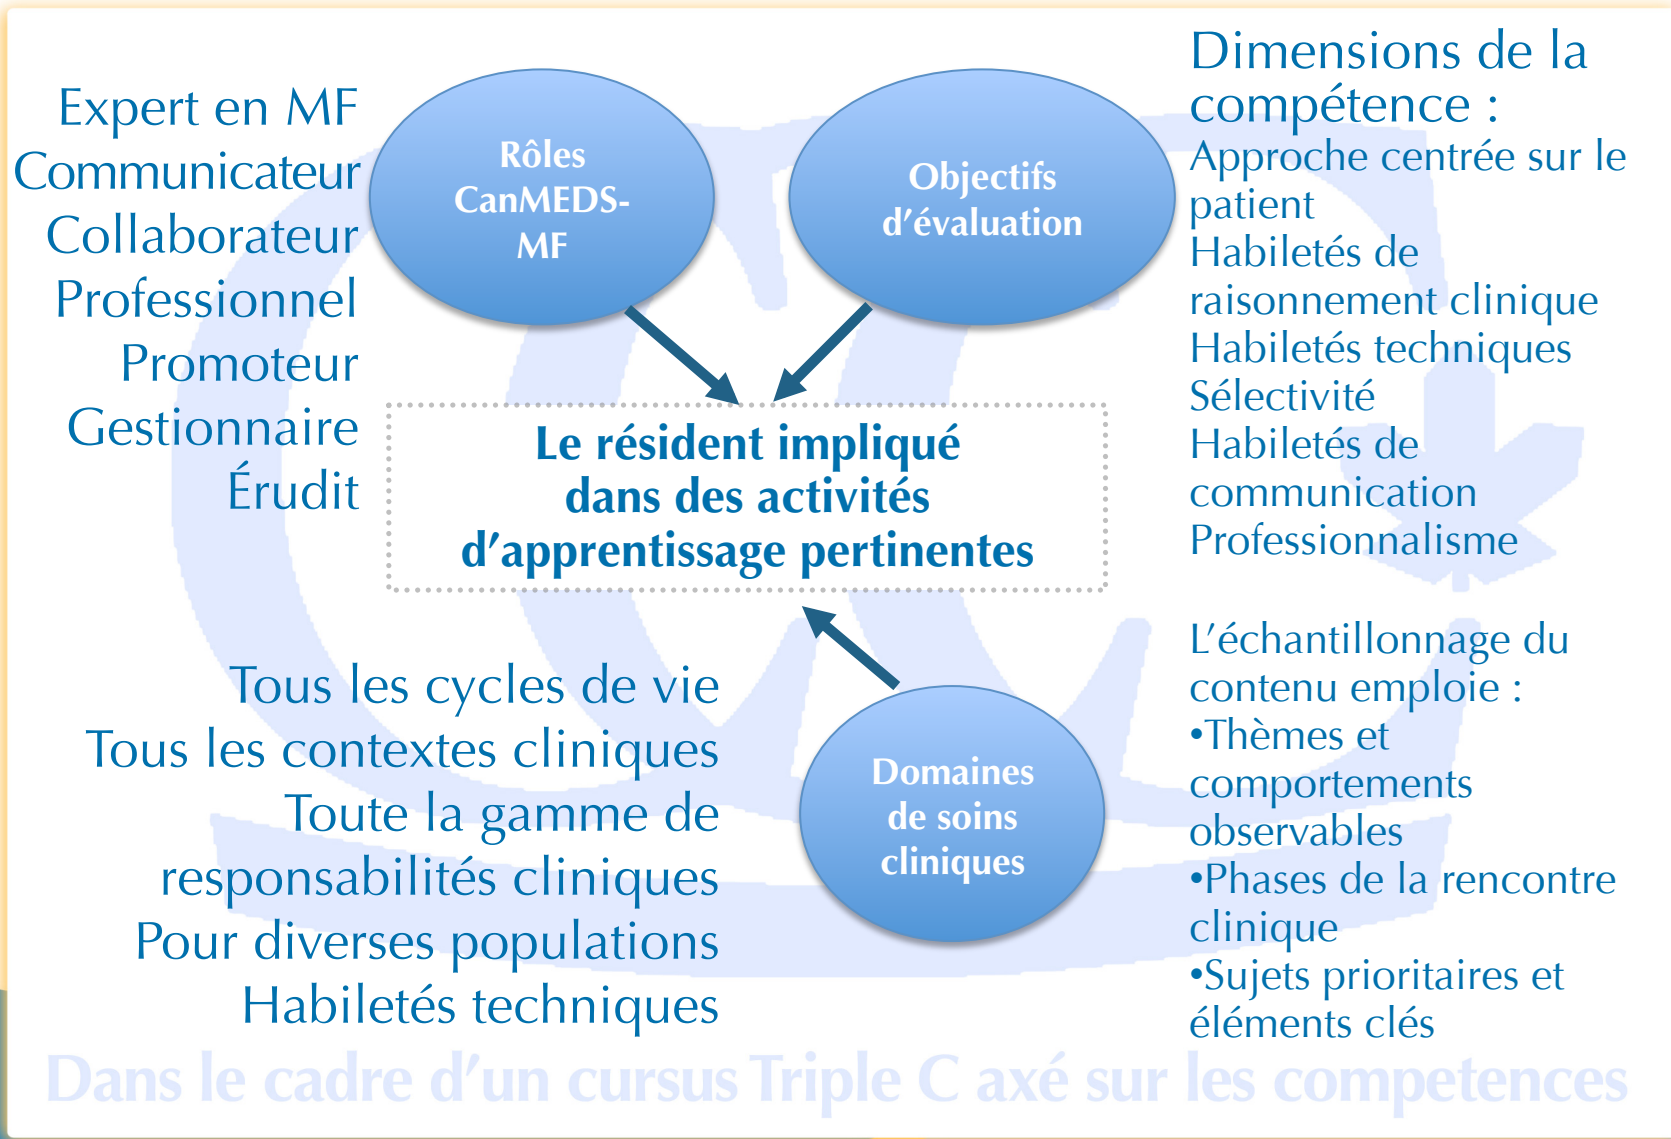 Expert en MF
Communicateur
Collaborateur
Professionnel
Promoteur
Gestionnaire
Érudit
Rôles
CanMEDS-
MF
Objectifs
d’évaluation
Dimensions de la
compétence :
Approche centrée sur le
patient
Habiletés de
raisonnement clinique
Habiletés techniques
Sélectivité
Habiletés de
communication
Professionnalisme
Le résident impliqué
dans des activités
d’apprentissage pertinentes
Tous les cycles de vie
Tous les contextes cliniques
Toute la gamme de
responsabilités cliniques
Pour diverses populations
Habiletés techniques
Domaines
de soins
cliniques
L’échantillonnage du
contenu emploie :
•Thèmes et
comportements
observables
•Phases de la rencontre
clinique
•Sujets prioritaires et
éléments clés
Dans le cadre d’un cursus Triple C axé sur les competences